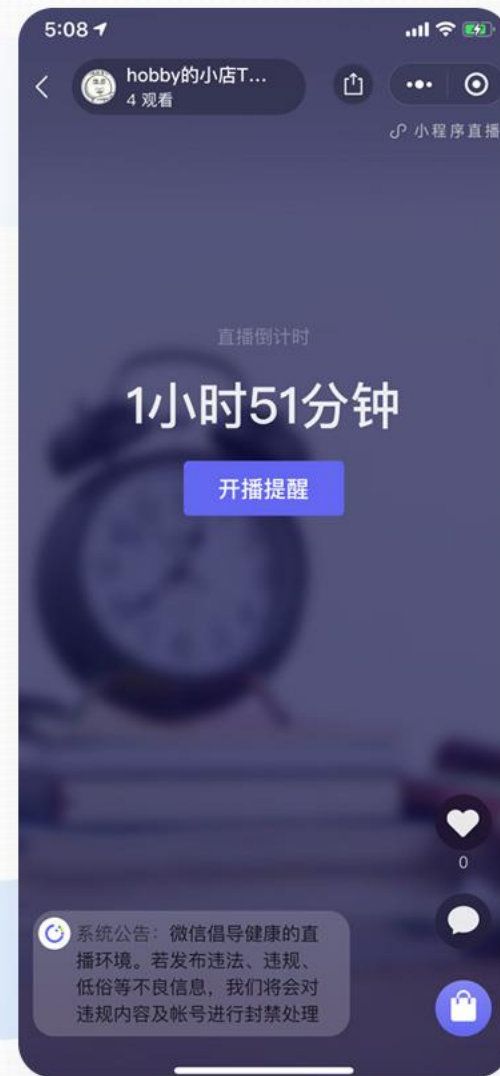 5:08
hobby的小店T...
4 观看
小程序直播
直播倒计时
1小时51分钟
开播提醒
0
系统公告：微信倡导健康的直
播环境。若发布违法、违规、
低俗等不良信息，我们将会对
违规内容及帐号进行封禁处理